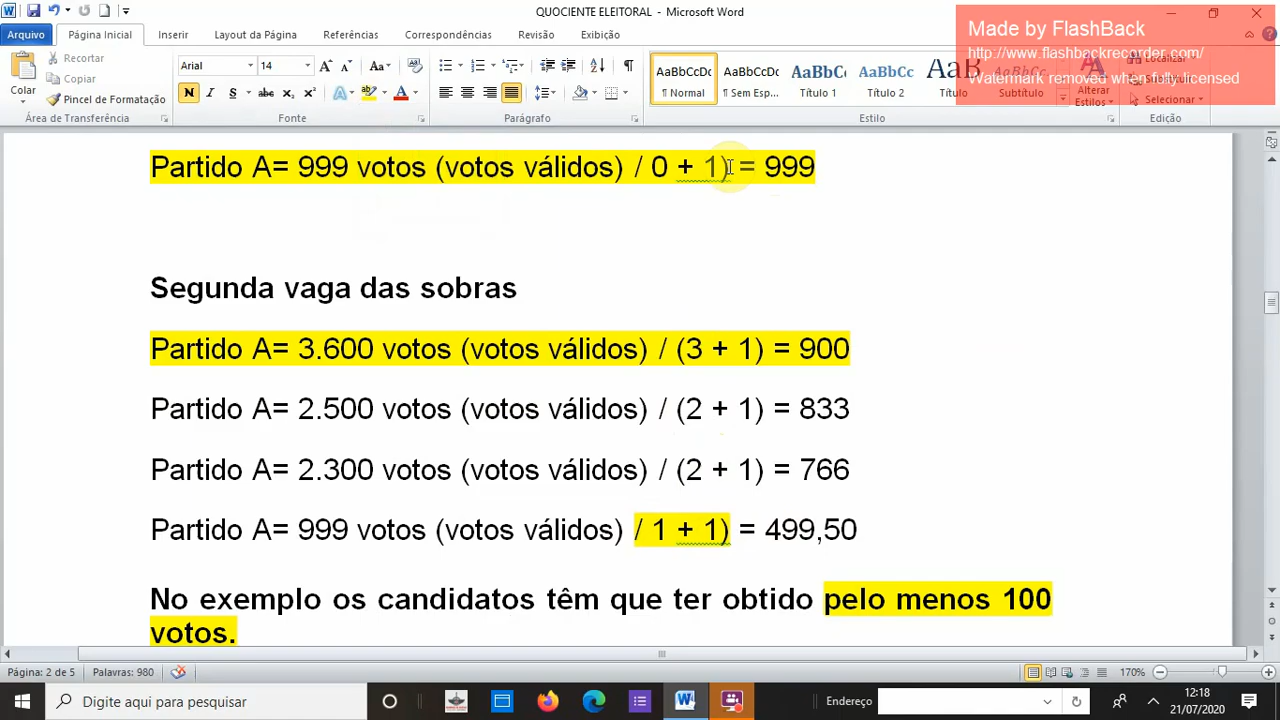 QUOCIENTE ELEITORAL - Microsoft Word
Made by FlashBack
http://www.flashbackrecorder.com/
Watermark removed when fully licensed
Arquivo Página Inicial Inserir Layout da Página Referências Correspondências Revisão Exibição
Colar
Recortar
Copiar
Pincel de Formatação
Área de Transferência
Arial 14
N I S
Fonte
Parágrafo
AaBbCcDc AaBbCcDc AaBbC AaBbCc AaB AaBbCc
¶ Normal ¶ Sem Esp... Título 1 Título 2 Título Subtítulo
Alterar Estilos
Estilo
Localizar
Selecionar
Edição
Partido A= 999 votos (votos válidos) / 0 + 1) = 999
Segunda vaga das sobras
Partido A= 3.600 votos (votos válidos) / (3 + 1) = 900
Partido A= 2.500 votos (votos válidos) / (2 + 1) = 833
Partido A= 2.300 votos (votos válidos) / (2 + 1) = 766
Partido A= 999 votos (votos válidos) / 1 + 1) = 499,50
No exemplo os candidatos têm que ter obtido pelo menos 100
votos.
Página: 2 de 5 Palavras: 980 170%
Digite aqui para pesquisar
Endereço
12:18
21/07/2020